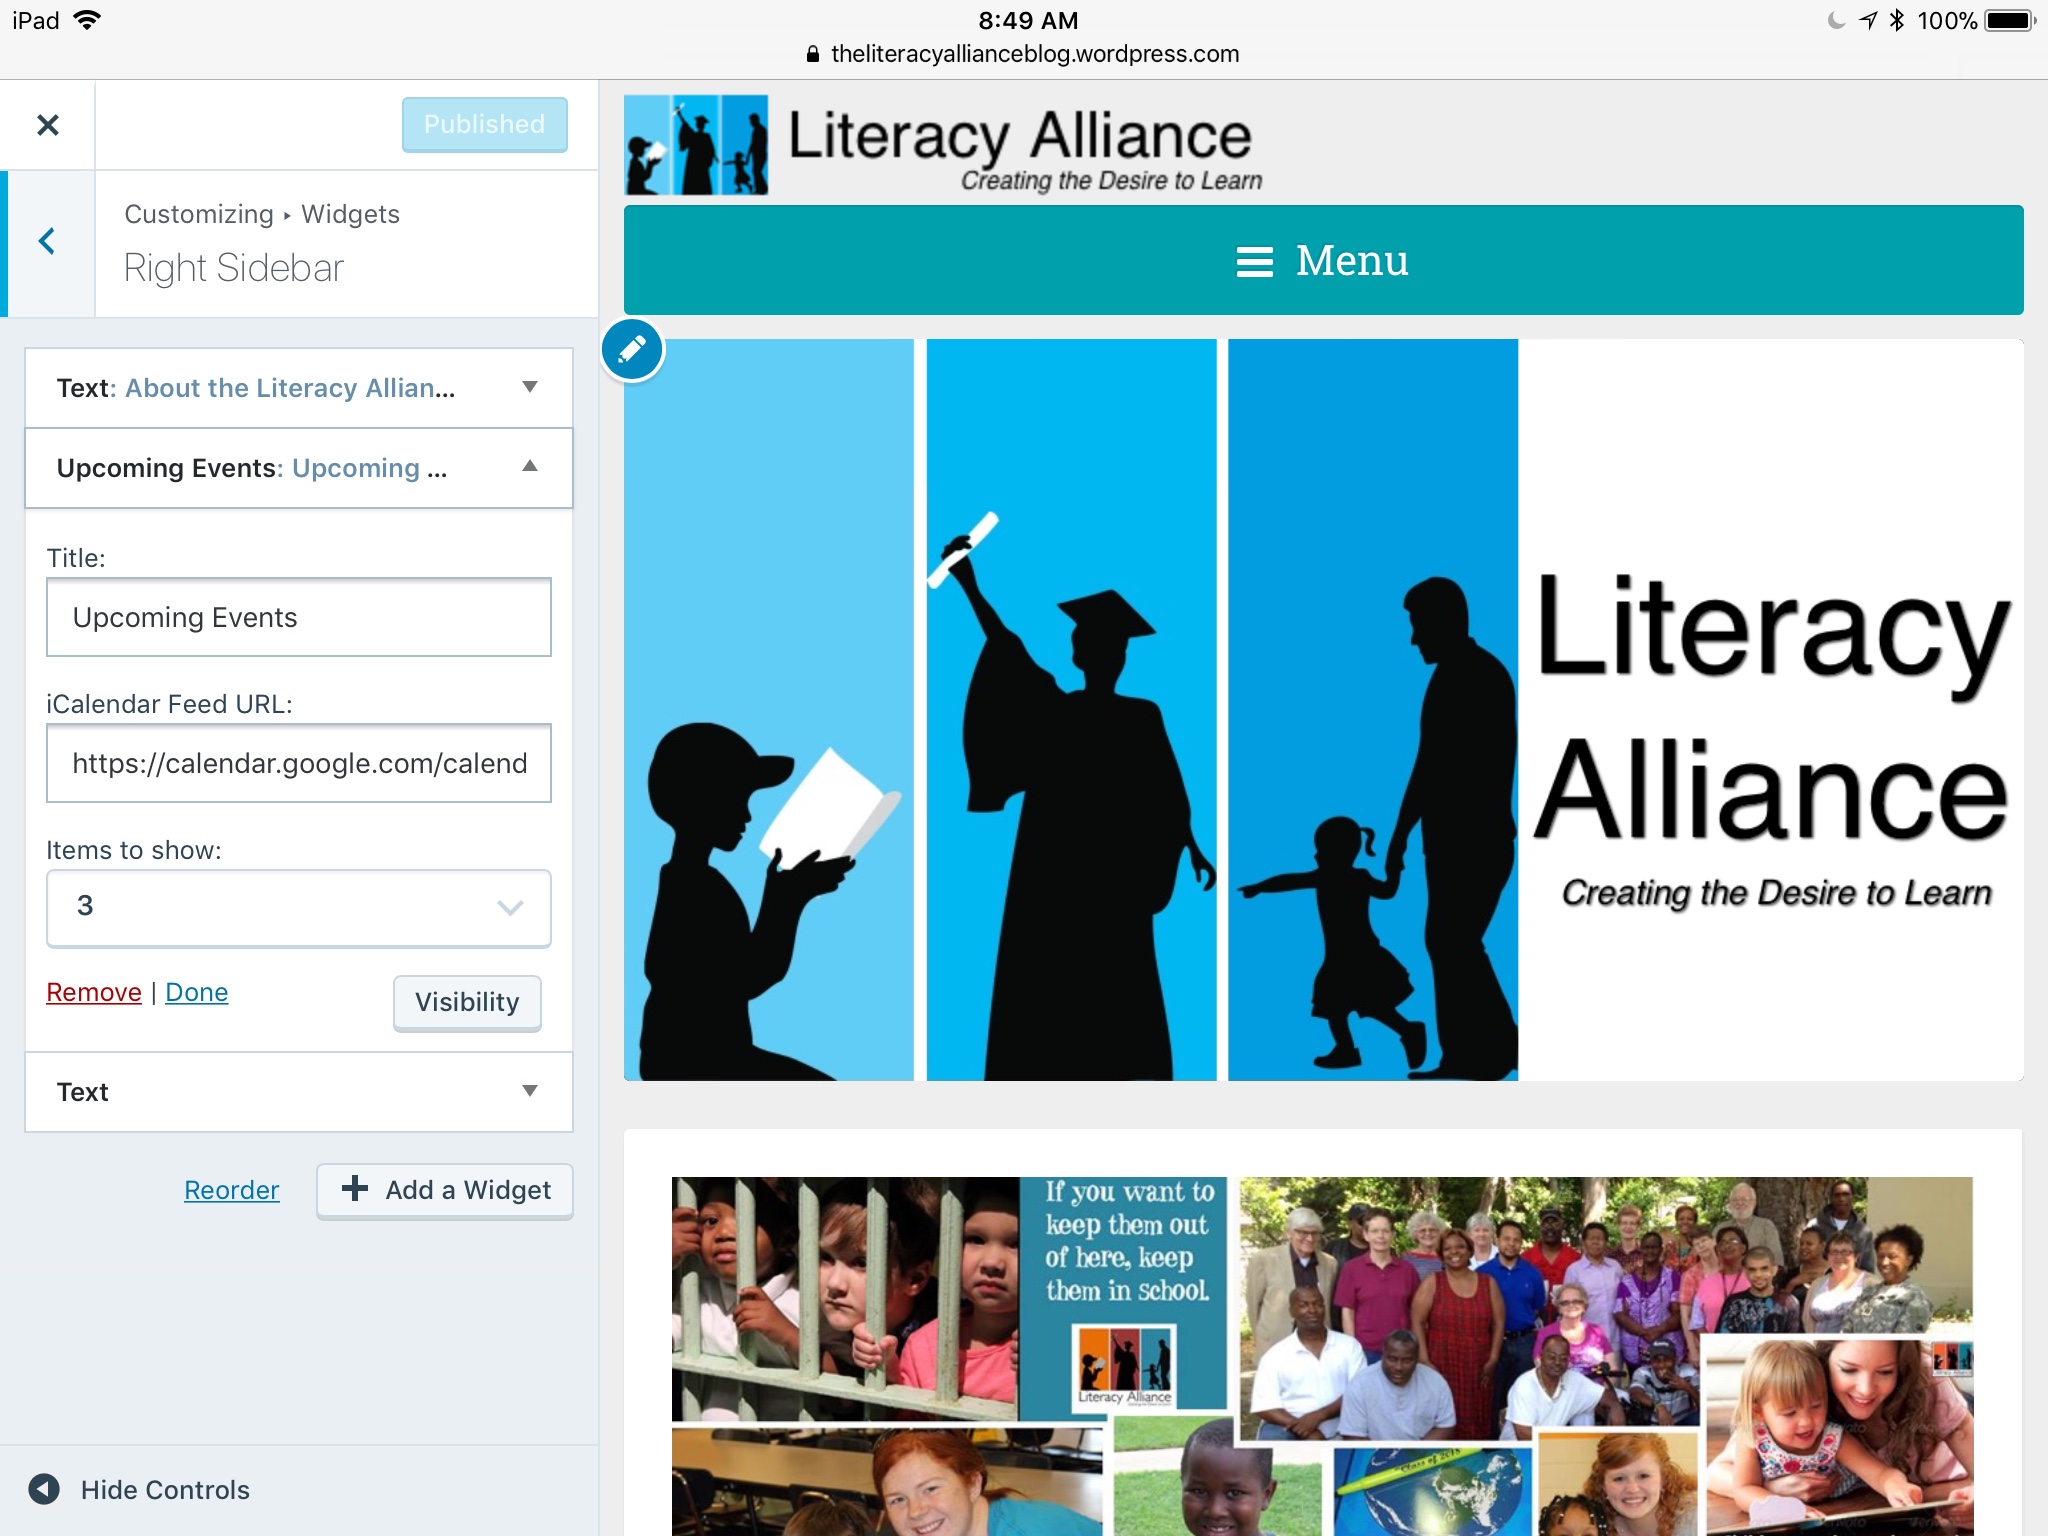 iPad
8:49 AM
100%
theliteracyallianceblog.wordpress.com
Published
Customizing ▸ Widgets
Right Sidebar
Text: About the Literacy Allian...
Upcoming Events: Upcoming ...
Title:
Upcoming Events
iCalendar Feed URL:
https://calendar.google.com/calend
Items to show:
3
Remove | Done
Visibility
Text
Reorder
Add a Widget
Hide Controls
Literacy Alliance
Creating the Desire to Learn
Menu
Literacy
Alliance
Creating the Desire to Learn
If you want to
keep them out
of here, keep
them in school.
Literacy Alliance
"Class of 2018